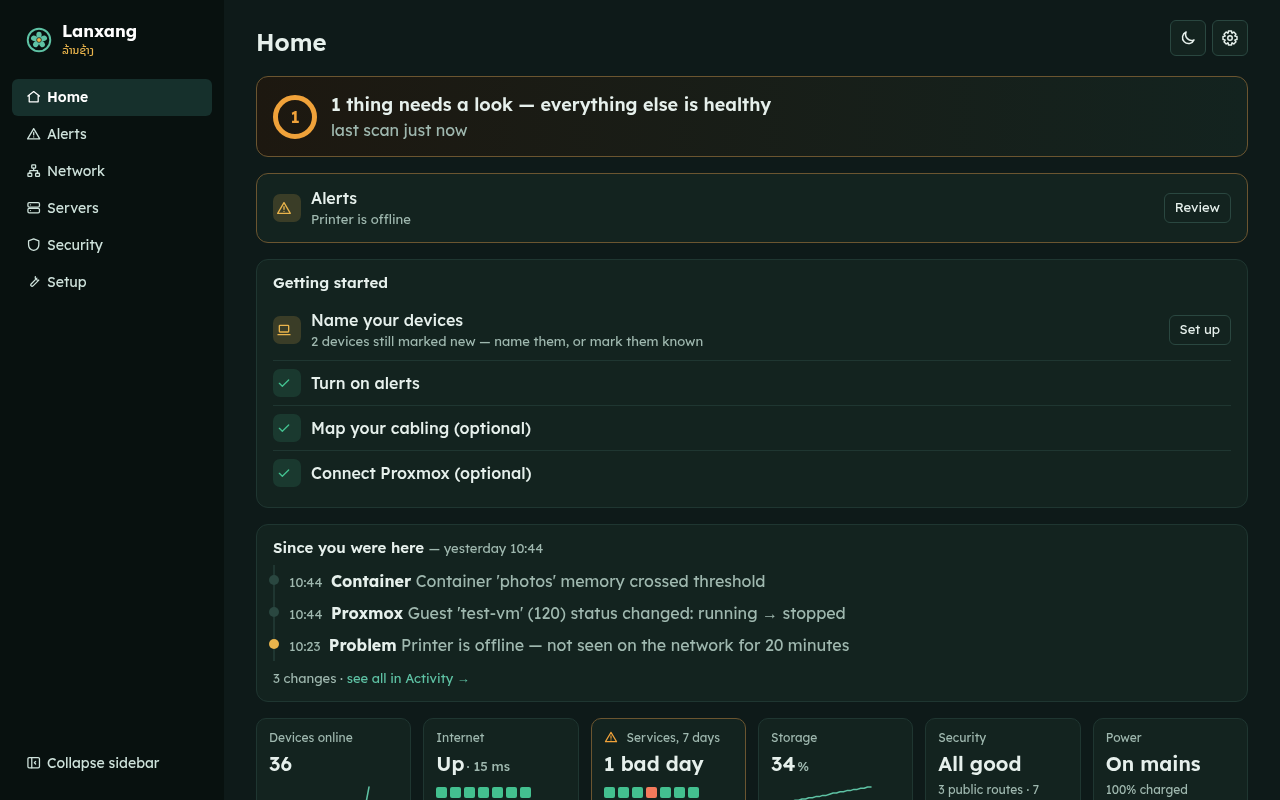 Lanxang
ລ້ານຊ້າງ
Home
Alerts
Network
Servers
Security
Setup
Collapse sidebar
Home
1
1 thing needs a look — everything else is healthy
last scan just now
Alerts
Printer is offline
Review
Getting started
Name your devices
2 devices still marked new — name them, or mark them known
Set up
Turn on alerts
Map your cabling (optional)
Connect Proxmox (optional)
Since you were here — yesterday 10:44
10:44 Container Container 'photos' memory crossed threshold
10:44 Proxmox Guest 'test-vm' (120) status changed: running → stopped
10:23 Problem Printer is offline — not seen on the network for 20 minutes
3 changes · see all in Activity →
Devices online
36
Internet
Up · 15 ms
Services, 7 days
1 bad day
Storage
34 %
Security
All good
3 public routes · 7
Power
On mains
100% charged